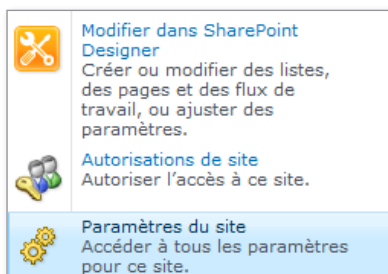 Modifier dans SharePoint
Designer
Créer ou modifier des listes,
des pages et des flux de
travail, ou ajuster des
paramètres.
Autorisations de site
Autoriser l'accès à ce site.
Paramètres du site
Accéder à tous les paramètres
pour ce site.